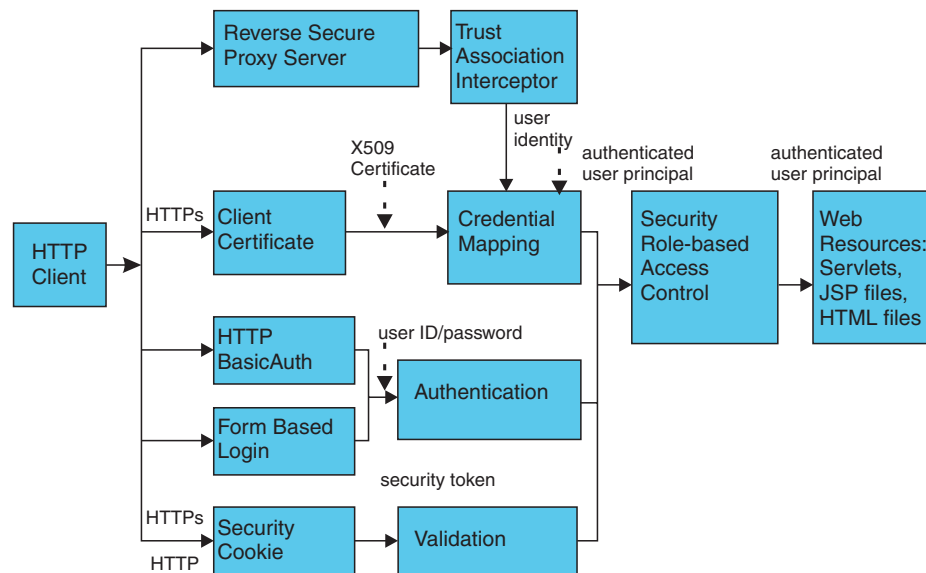 Reverse Secure
Proxy Server
Trust
Association
Interceptor
user
identity
X509
Certificate
authenticated
user principal
authenticated
user principal
HTTPs
Client
Certificate
Credential
Mapping
Security
Role-based
Access
Control
Web
Resources:
Servlets,
JSP files,
HTML files
HTTP
Client
HTTP
BasicAuth
user ID/password
Authentication
Form Based
Login
security token
HTTPs
HTTP
Security
Cookie
Validation